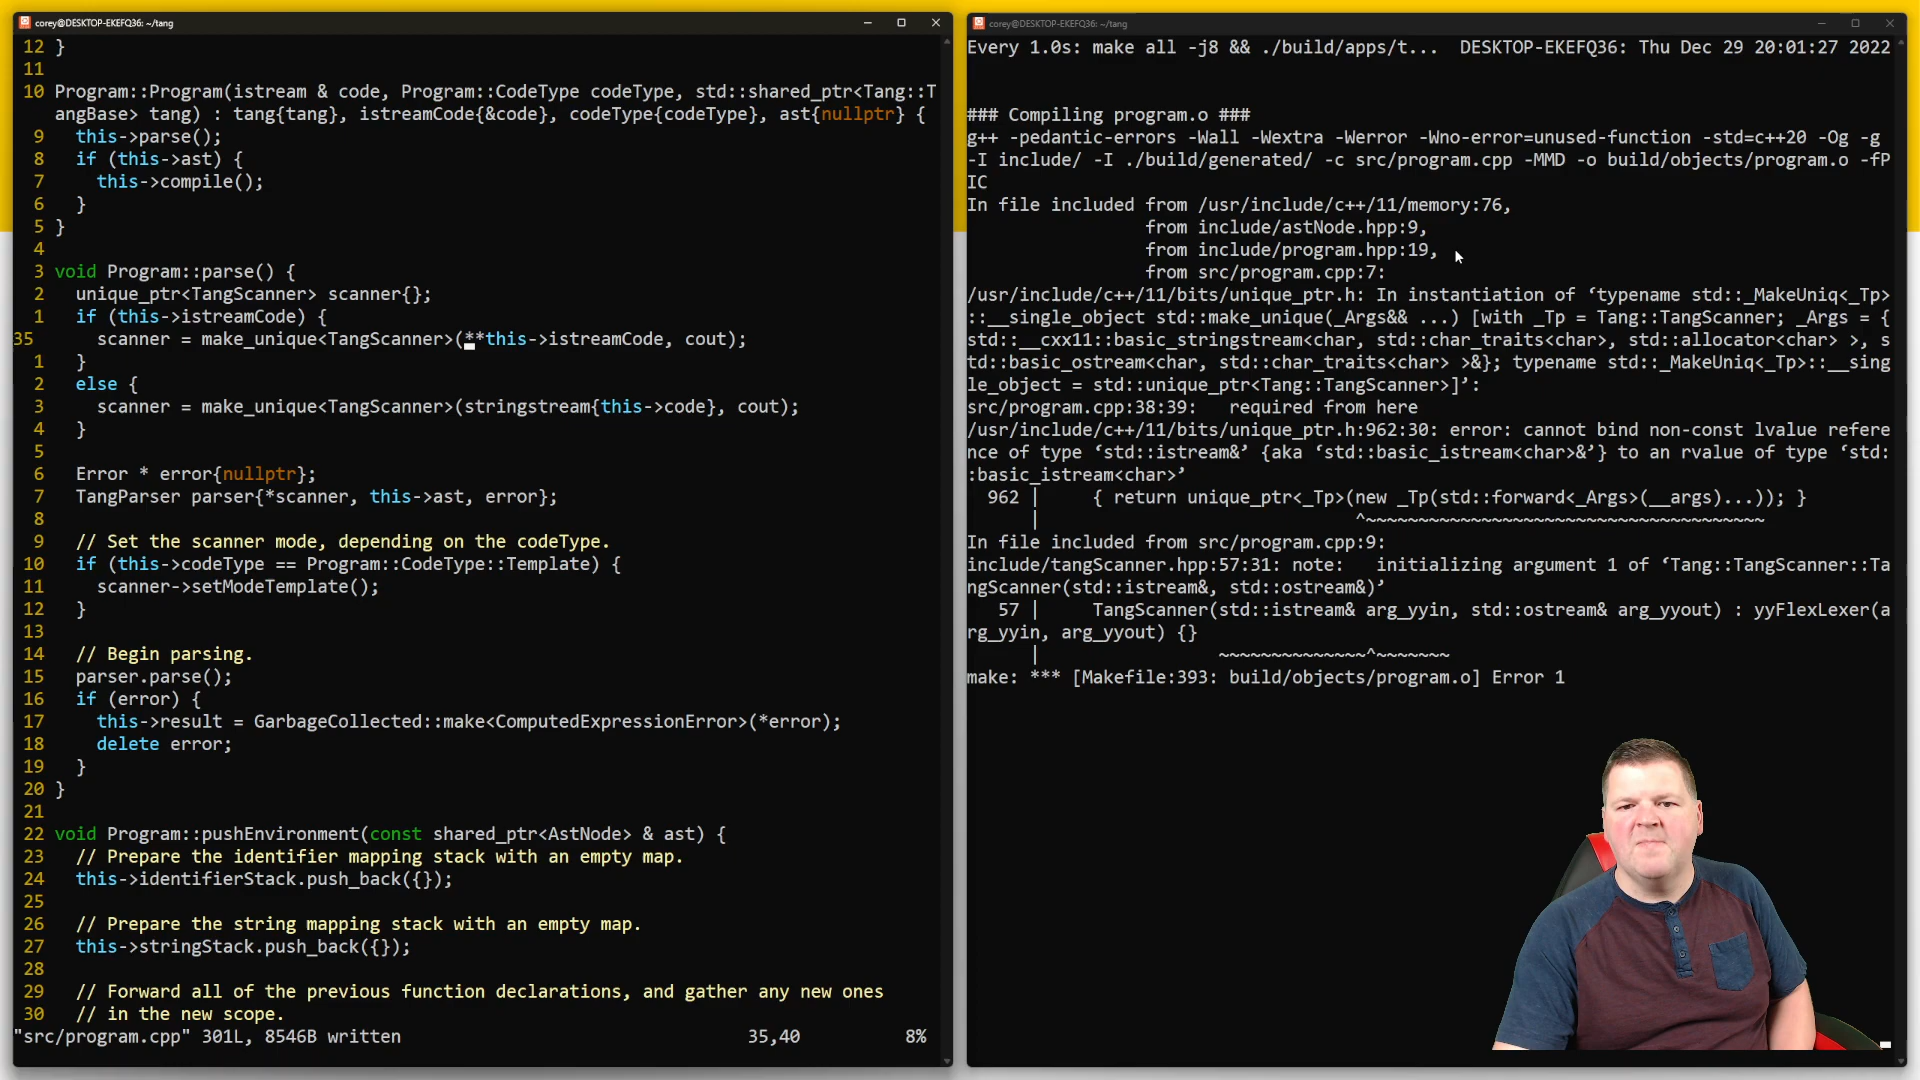 corey@DESKTOP-EKEFQ36: ~/tang
12 }
11
10 Program::Program(istream & code, Program::CodeType codeType, std::shared_ptr<Tang::T
angBase> tang) : tang{tang}, istreamCode{&code}, codeType{codeType}, ast{nullptr} {
9 this->parse();
8 if (this->ast) {
7 this->compile();
6 }
5 }
4
3 void Program::parse() {
2 unique_ptr<TangScanner> scanner{};
1 if (this->istreamCode) {
35 scanner = make_unique<TangScanner>(**this->istreamCode, cout);
1 }
2 else {
3 scanner = make_unique<TangScanner>(stringstream{this->code}, cout);
4 }
5
6 Error * error{nullptr};
7 TangParser parser{*scanner, this->ast, error};
8
9 // Set the scanner mode, depending on the codeType.
10 if (this->codeType == Program::CodeType::Template) {
11 scanner->setModeTemplate();
12 }
13
14 // Begin parsing.
15 parser.parse();
16 if (error) {
17 this->result = GarbageCollected::make<ComputedExpressionError>(*error);
18 delete error;
19 }
20 }
21
22 void Program::pushEnvironment(const shared_ptr<AstNode> & ast) {
23 // Prepare the identifier mapping stack with an empty map.
24 this->identifierStack.push_back({});
25
26 // Prepare the string mapping stack with an empty map.
27 this->stringStack.push_back({});
28
29 // Forward all of the previous function declarations, and gather any new ones
30 // in the new scope.
"src/program.cpp" 301L, 8546B written 35,40 8%
corey@DESKTOP-EKEFQ36: ~/tang
Every 1.0s: make all -j8 && ./build/apps/t... DESKTOP-EKEFQ36: Thu Dec 29 20:01:27 2022
### Compiling program.o ###
g++ -pedantic-errors -Wall -Wextra -Werror -Wno-error=unused-function -std=c++20 -Og -g
-I include/ -I ./build/generated/ -c src/program.cpp -MMD -o build/objects/program.o -fP
IC
In file included from /usr/include/c++/11/memory:76,
from include/astNode.hpp:9,
from include/program.hpp:19,
from src/program.cpp:7:
/usr/include/c++/11/bits/unique_ptr.h: In instantiation of ‘typename std::_MakeUniq<_Tp>
::__single_object std::make_unique(_Args&& ...) [with _Tp = Tang::TangScanner; _Args = {
std::__cxx11::basic_stringstream<char, std::char_traits<char>, std::allocator<char> >, s
td::basic_ostream<char, std::char_traits<char> >&}; typename std::_MakeUniq<_Tp>::__sing
le_object = std::unique_ptr<Tang::TangScanner>]’:
src/program.cpp:38:39: required from here
/usr/include/c++/11/bits/unique_ptr.h:962:30: error: cannot bind non-const lvalue refere
nce of type ‘std::istream&’ {aka ‘std::basic_istream<char>&’} to an rvalue of type ‘std:
:basic_istream<char>’
962 | { return unique_ptr<_Tp>(new _Tp(std::forward<_Args>(__args)...)); }
| ^~~~~~~~~~~~~~~~~~~~~~~~~~~~~~~~~~~~~~~
In file included from src/program.cpp:9:
include/tangScanner.hpp:57:31: note: initializing argument 1 of ‘Tang::TangScanner::Ta
ngScanner(std::istream&, std::ostream&)’
57 | TangScanner(std::istream& arg_yyin, std::ostream& arg_yyout) : yyFlexLexer(a
rg_yyin, arg_yyout) {}
| ~~~~~~~~~~~~~~^~~~~~~~
make: *** [Makefile:393: build/objects/program.o] Error 1